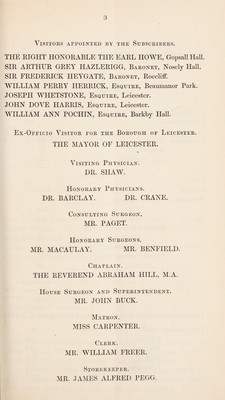 3
VISITORS APPOINTED BY THE SUBSCRIBERS.
THE RIGHT HONORABLE THE EARL HOWE, Gopsall Hall.
SIR ARTHUR GREY HAZLERIGG, BARONET, Nosely Hall.
SIR FREDERICK HEYGATE, BARONET, Roecliff.
WILLIAM PERRY HERRICK, ESQUIRE, Beaumanor Park.
JOSEPH WHETSTONE, ESQUIRE, Leicester.
JOHN DOVE HARRIS, ESQUIRE, Leicester.
WILLIAM ANN POCHIN, ESQUIRE, Barkby Hall.
EX-OFFICIO VISITOR FOR THE BOROUGH OF LEICESTER.
THE MAYOR OF LEICESTER.
VISITING PHYSICIAN.
DR. SHAW.
HONORARY PHYSICIANS.
DR. BARCLAY. DR. CRANE.
CONSULTING SURGEON,
MR. PAGET.
HONORARY SURGEONS,
MR. MACAULAY. MR. BENFIELD.
CHAPLAIN.
THE REVEREND ABRAHAM HILL, M.A.
HOUSE SURGEON AND SUPERINTENDENT.
MR. JOHN BUCK.
MATRON.
MISS CARPENTER.
CLERK.
MR. WILLIAM FREER.
STOREKEEPER.
MR. JAMES ALFRED PEGG.